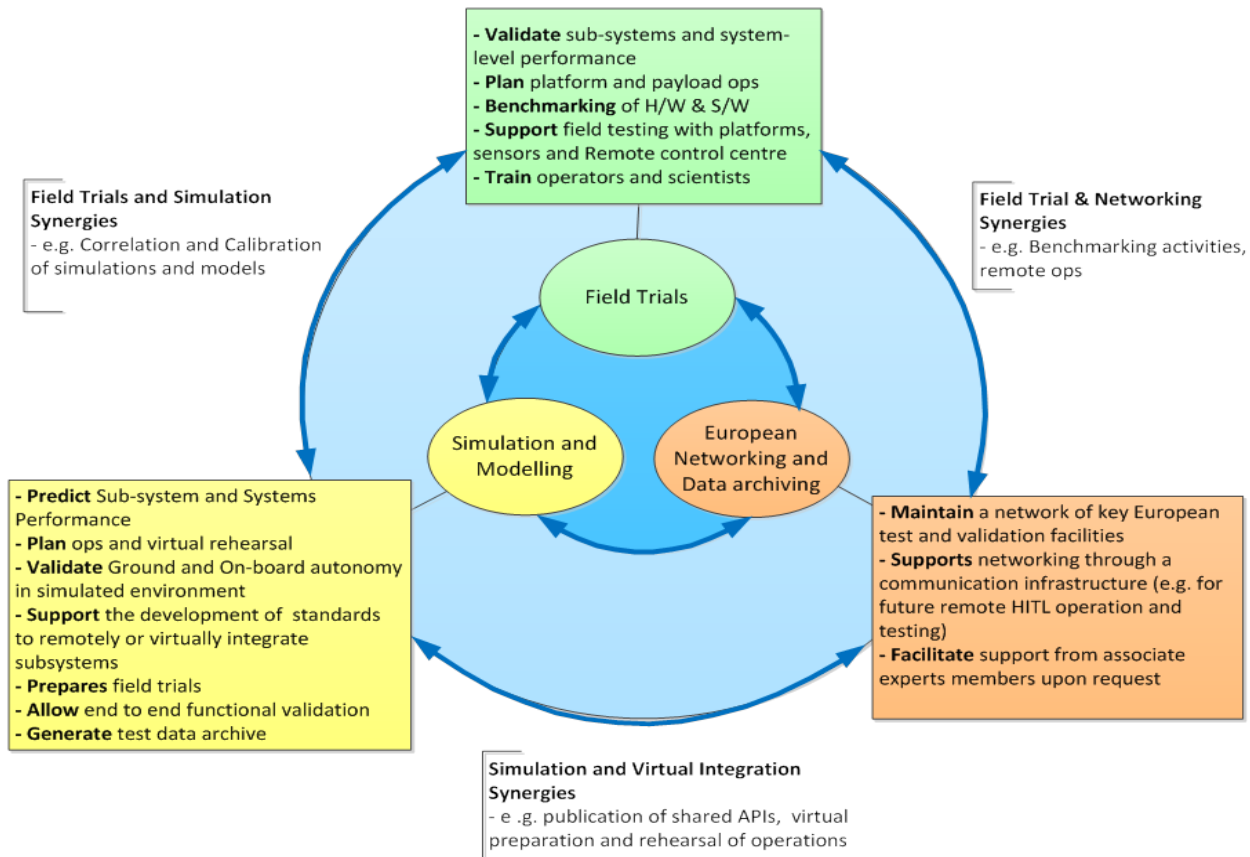 - Validate sub-systems and system-
level performance
- Plan platform and payload ops
- Benchmarking of H/W & S/W
- Support field testing with platforms,
sensors and Remote control centre
- Train operators and scientists
Field Trials and Simulation
Synergies
- e.g. Correlation and Calibration
of simulations and models
Field Trial & Networking
Synergies
- e.g. Benchmarking activities,
remote ops
Field Trials
Simulation and
Modelling
European
Networking and
Data archiving
- Predict Sub-system and Systems
Performance
- Plan ops and virtual rehearsal
- Validate Ground and On-board autonomy
in simulated environment
- Support the development of standards
to remotely or virtually integrate
subsystems
- Prepares field trials
- Allow end to end functional validation
- Generate test data archive
- Maintain a network of key European
test and validation facilities
- Supports networking through a
communication infrastructure (e.g. for
future remote HITL operation and
testing)
- Facilitate support from associate
experts members upon request
Simulation and Virtual Integration
Synergies
- e .g. publication of shared APIs, virtual
preparation and rehearsal of operations